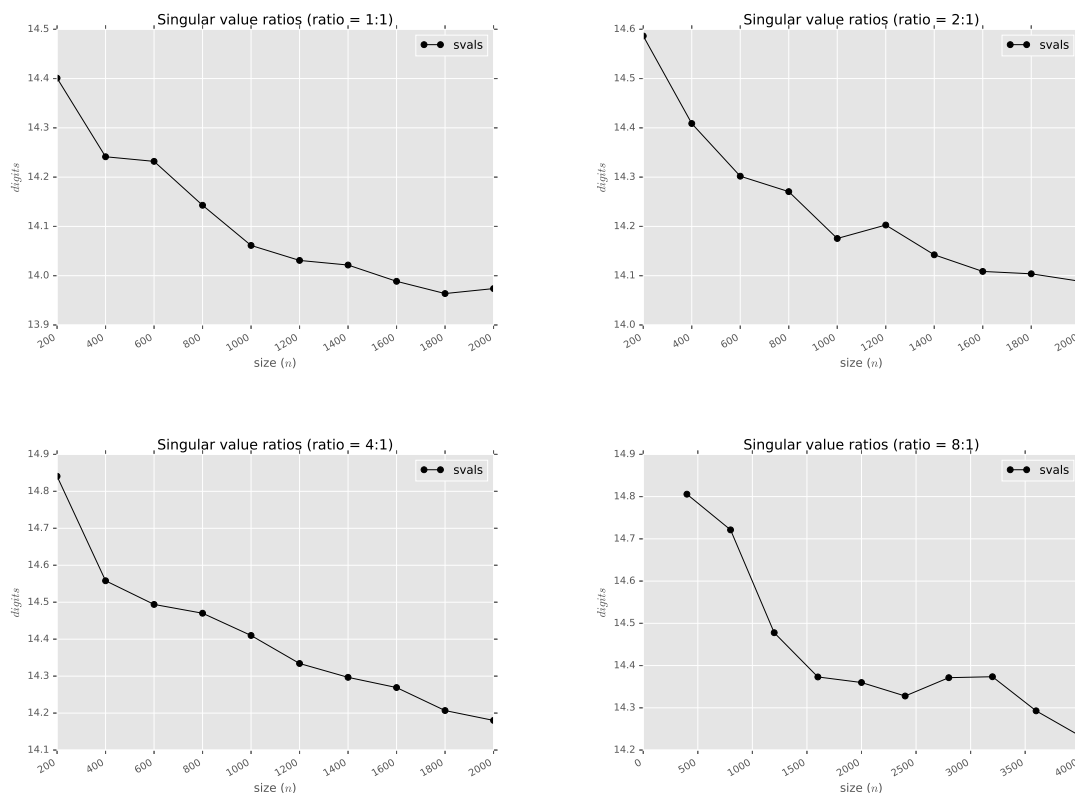 Singular value ratios (ratio = 1:1)
svals
14.5
14.4
14.3
14.2
14.1
14.0
13.9
digits
200 400 600 800 1000 1200 1400 1600 1800 2000
size (n)
Singular value ratios (ratio = 2:1)
svals
14.6
14.5
14.4
14.3
14.2
14.1
14.0
digits
200 400 600 800 1000 1200 1400 1600 1800 2000
size (n)
Singular value ratios (ratio = 4:1)
svals
14.9
14.8
14.7
14.6
14.5
14.4
14.3
14.2
14.1
digits
200 400 600 800 1000 1200 1400 1600 1800 2000
size (n)
Singular value ratios (ratio = 8:1)
svals
14.9
14.8
14.7
14.6
14.5
14.4
14.3
14.2
digits
0 500 1000 1500 2000 2500 3000 3500 4000
size (n)